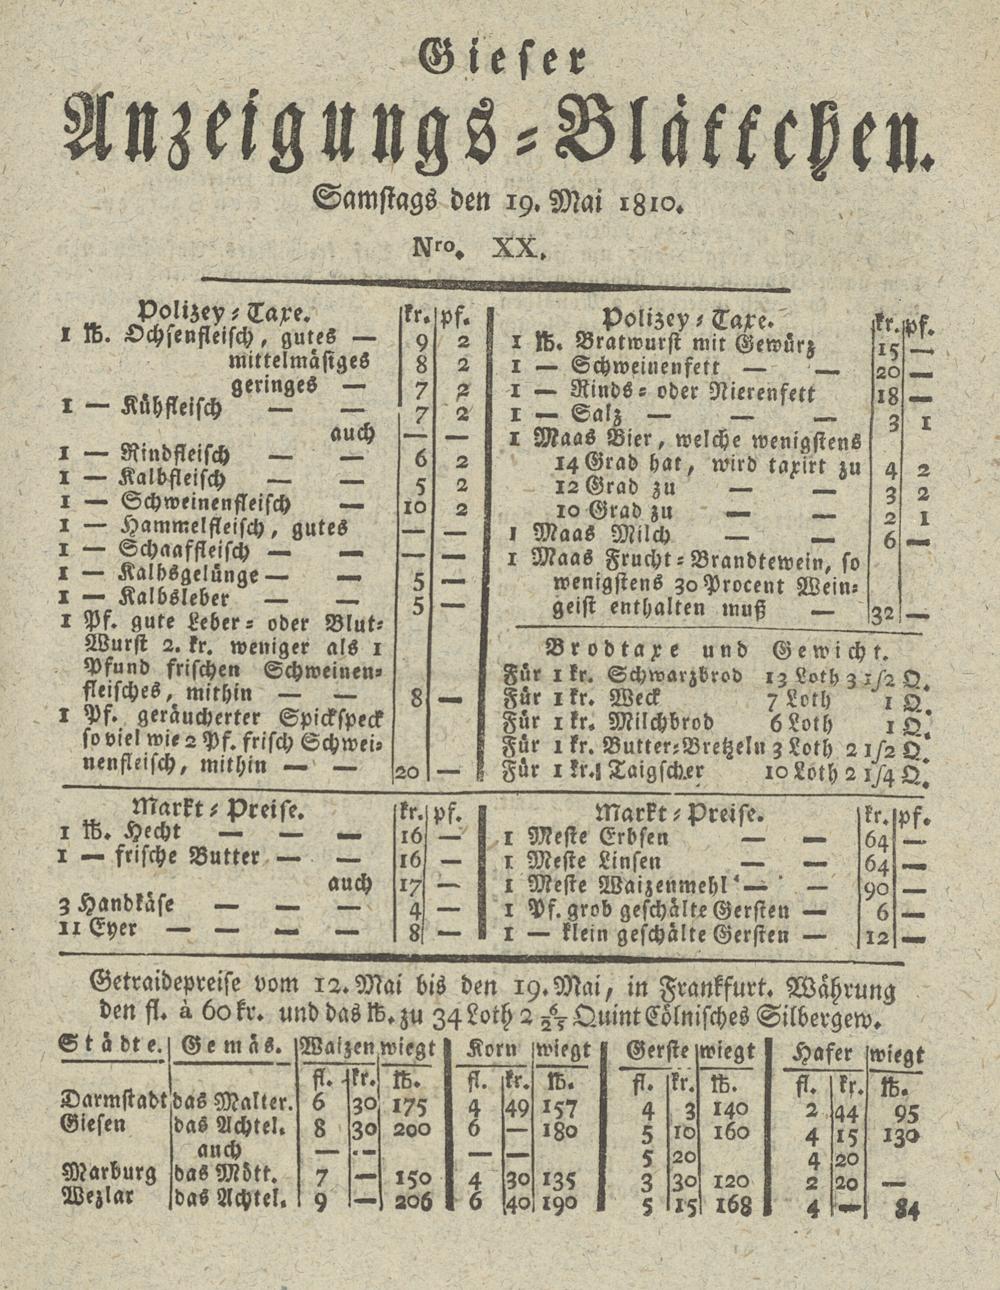 Gieser
Anzeigungs-Blättchen.
Samstags den 19. Mai 1810.
Nro. XX.
Polizey-Taxe. kr. pf.
1 ℔. Ochsenfleisch, gutes — 9 2
mittelmäsiges 8 2
geringes — 7 2
1 — Kühfleisch — — 7 2
auch — —
1 — Rindfleisch — — 6 2
1 — Kalbfleisch — — 5 2
1 — Schweinenfleisch — 10 2
1 — Hammelfleisch, gutes — —
1 — Schaaffleisch — — — —
1 — Kalbsgelünge — — 5 —
1 — Kalbsleber — — 5 —
1 Pf. gute Leber- oder Blut-
Wurst 2. kr. weniger als 1
Pfund frischen Schweinen-
fleisches, mithin — — 8 —
1 Pf. geräucherter Spickspeck
so viel wie 2 Pf. frisch Schwei-
nenfleisch, mithin — — 20 —
Polizey-Taxe. kr. pf.
1 ℔. Bratwurst mit Gewürz 15 —
1 — Schweinenfett — — 20 —
1 — Rinds- oder Nierenfett 18 —
1 — Salz — — — 3 1
1 Maas Bier, welche wenigstens
14 Grad hat, wird taxirt zu 4 2
12 Grad zu — — 3 2
10 Grad zu — — 2 1
1 Maas Milch — — 6 —
1 Maas Frucht-Brandtewein, so
wenigstens 30 Procent Wein-
geist enthalten muß — 32 —
Brodtaxe und Gewicht.
Für 1 kr. Schwarzbrod 13 Loth 3 1/2 Q.
Für 1 kr. Weck 7 Loth 1 Q.
Für 1 kr. Milchbrod 6 Loth 1 Q.
Für 1 kr. Butter-Bretzeln 3 Loth 2 1/2 Q.
Für 1 kr. Taigscher 10 Loth 2 1/4 Q.
Markt-Preise. kr. pf.
1 ℔. Hecht — — — 16 —
1 — frische Butter — — 16 —
auch 17 —
3 Handkäse — — — 4 —
11 Eyer — — — — 8 —
Markt-Preise. kr. pf.
1 Meste Erbsen — — 64 —
1 Meste Linsen — — 64 —
1 Meste Waizenmehl — — 90 —
1 Pf. grob geschälte Gersten — 6 —
1 — klein geschälte Gersten — 12 —
Getraidepreise vom 12. Mai bis den 19. Mai, in Frankfurt. Währung
den fl. à 60 kr. und das ℔. zu 34 Loth 2 6/25 Quint Cölnisches Silbergew.
Städte. Gemäs. Waizen wiegt Korn wiegt Gerste wiegt Hafer wiegt
fl. kr. ℔. fl. kr. ℔. fl. kr. ℔. fl. kr. ℔.
Darmstadt das Malter. 6 30 175 4 49 157 4 3 140 2 44 95
Giesen das Achtel. 8 30 200 6 — 180 5 10 160 4 15 130
auch — — — — 5 20 4 20
Marburg das Mött. 7 — 150 4 30 135 3 30 120 2 20 —
Wezlar das Achtel. 9 — 206 6 40 190 5 15 168 4 — 84